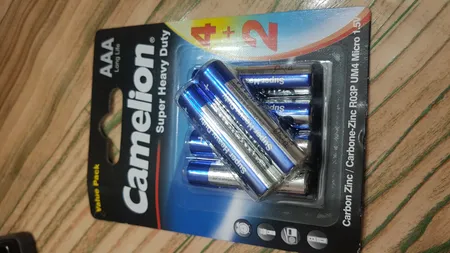 Value Pack
AAA
Long Life
Camelion
Super Heavy Duty
4+2
Carbon Zinc / Carbone-Zinc R03P UM4 Micro 1.5V